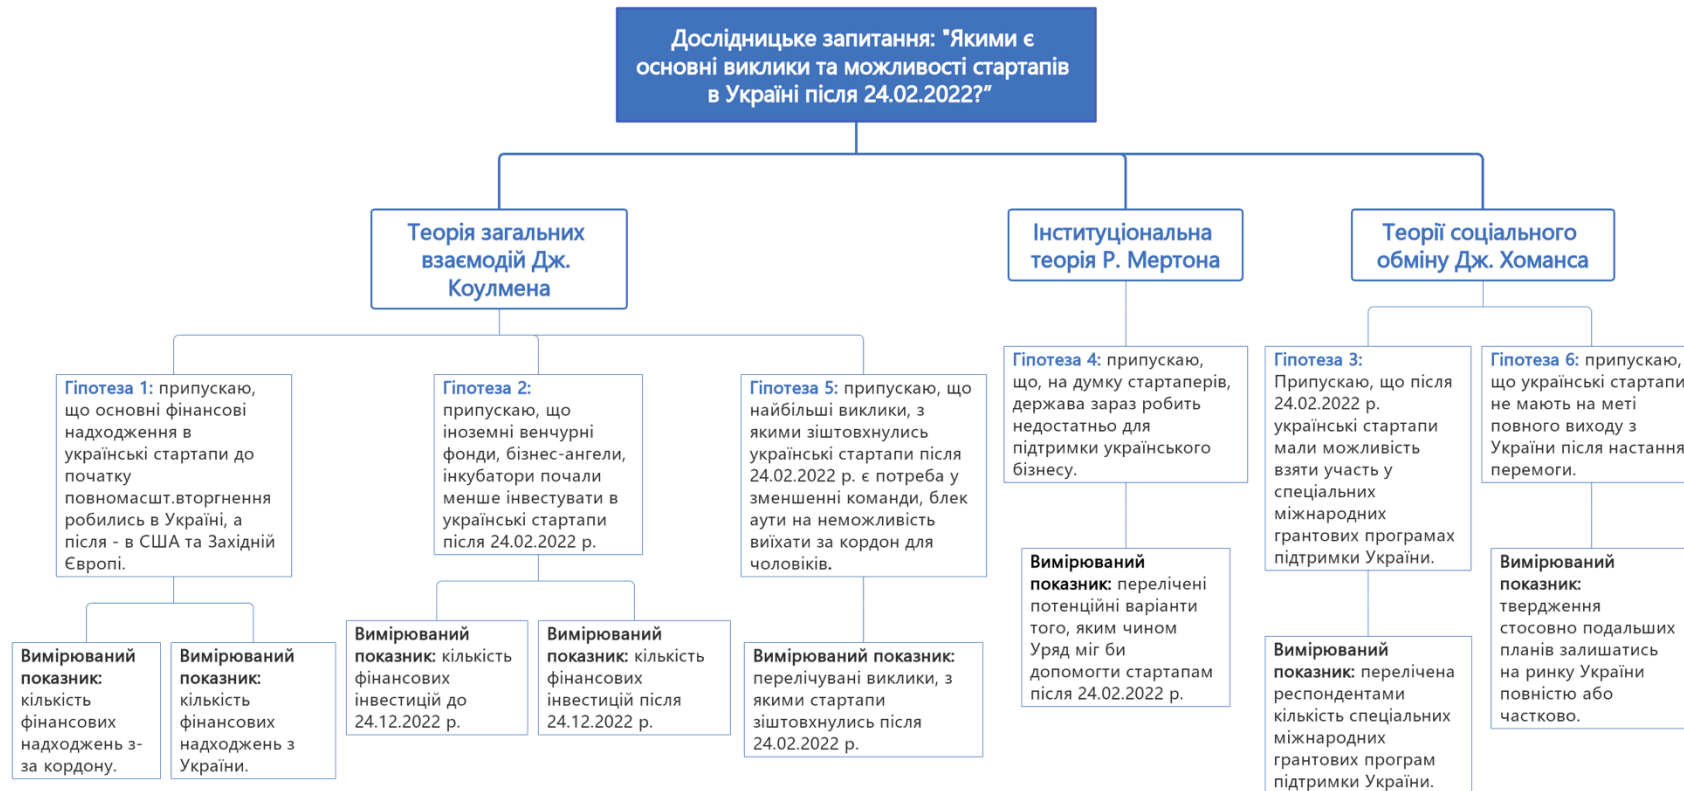 Дослідницьке запитання: "Якими є
основні виклики та можливості стартапів
в Україні після 24.02.2022?”
Теорія загальних
взаємодій Дж.
Коулмена
Інституціональна
теорія Р. Мертона
Теорії соціального
обміну Дж. Хоманса
Гіпотеза 1: припускаю,
що основні фінансові
надходження в
українські стартапи до
початку
повномасшт.вторгнення
робились в Україні, а
після - в США та Західній
Європі.
Гіпотеза 2:
припускаю, що
іноземні венчурні
фонди, бізнес-ангели,
інкубатори почали
менше інвестувати в
українські стартапи
після 24.02.2022 р.
Гіпотеза 5: припускаю, що
найбільші виклики, з
якими зіштовхнулись
українські стартапи після
24.02.2022 р. є потреба у
зменшенні команди, блек
аути на неможливість
виїхати за кордон для
чоловіків.
Гіпотеза 4: припускаю,
що, на думку стартаперів,
держава зараз робить
недостатньо для
підтримки українського
бізнесу.
Гіпотеза 3:
Припускаю, що після
24.02.2022 р.
українські стартапи
мали можливість
взяти участь у
спеціальних
міжнародних
грантових програмах
підтримки України.
Гіпотеза 6: припускаю,
що українські стартапи
не мають на меті
повного виходу з
України після настання
перемоги.
Вимірюваний
показник:
кількість
фінансових
надходжень з-
за кордону.
Вимірюваний
показник:
кількість
фінансових
надходжень з
України.
Вимірюваний
показник: кількість
фінансових
інвестицій до
24.12.2022 р.
Вимірюваний
показник: кількість
фінансових
інвестицій після
24.12.2022 р.
Вимірюваний показник:
перелічувані виклики, з
якими стартапи
зіштовхнулись після
24.02.2022 р.
Вимірюваний
показник: перелічені
потенційні варіанти
того, яким чином
Уряд міг би
допомогти стартапам
після 24.02.2022 р.
Вимірюваний
показник: перелічена
респондентами
кількість спеціальних
міжнародних
грантових програм
підтримки України.
Вимірюваний
показник:
твердження
стосовно подальших
планів залишатись
на ринку України
повністю або
частково.